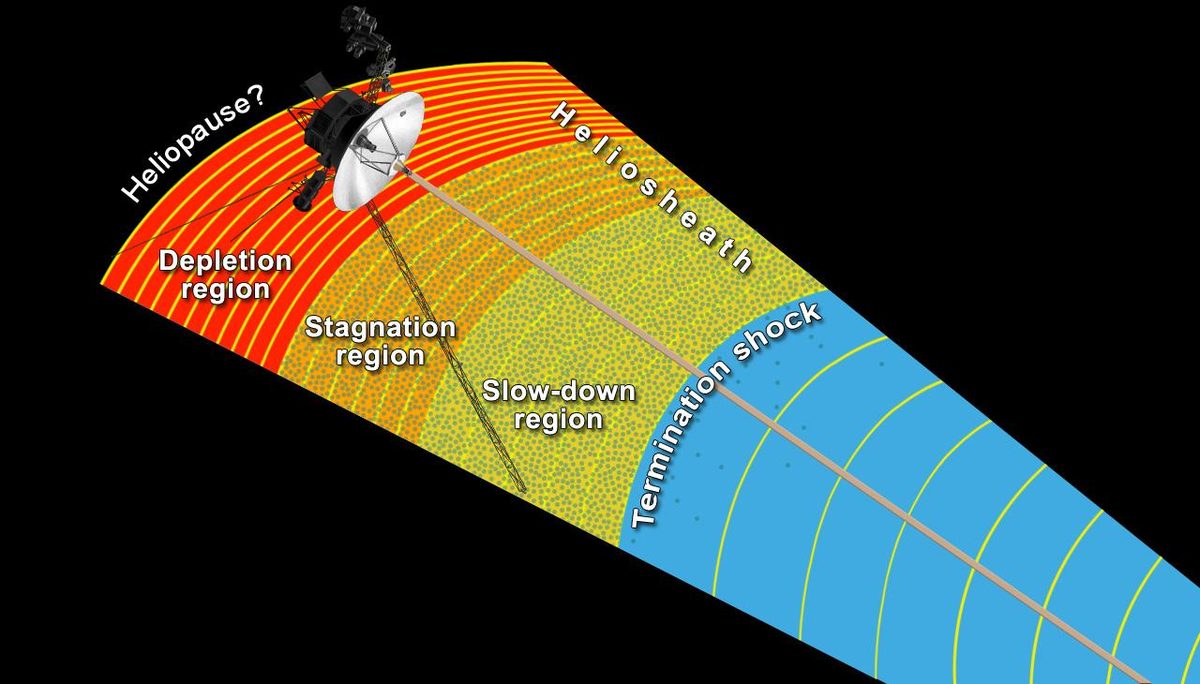 Heliopause?
Heliosheath
Depletion
region
Stagnation
region
Slow-down
region
Termination shock